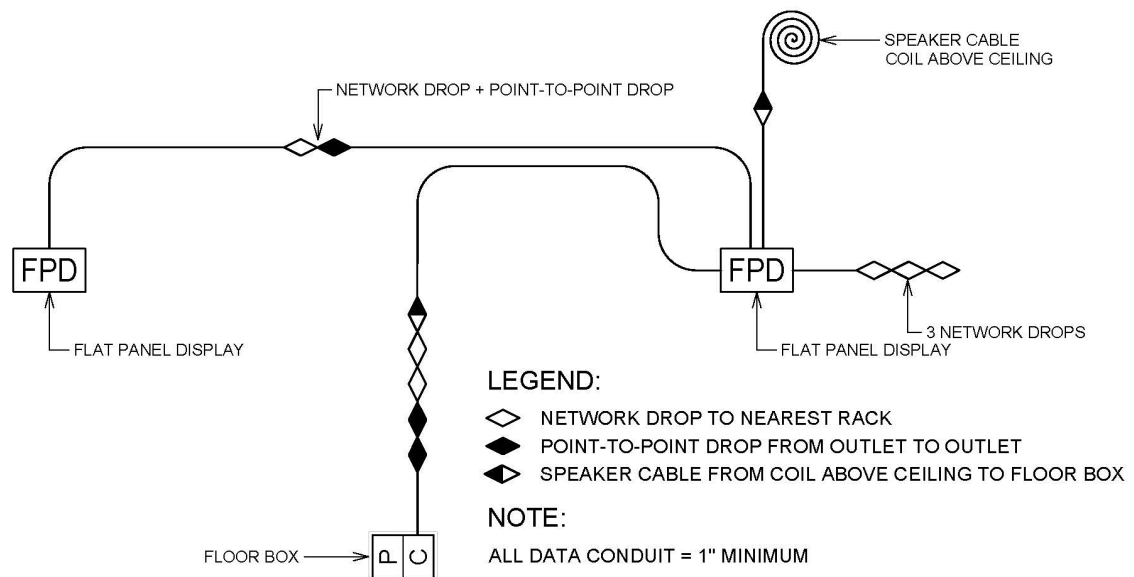 SPEAKER CABLE
COIL ABOVE CEILING
NETWORK DROP + POINT-TO-POINT DROP
FPD
FPD
3 NETWORK DROPS
FLAT PANEL DISPLAY
FLAT PANEL DISPLAY
LEGEND:
NETWORK DROP TO NEAREST RACK
POINT-TO-POINT DROP FROM OUTLET TO OUTLET
SPEAKER CABLE FROM COIL ABOVE CEILING TO FLOOR BOX
NOTE:
ALL DATA CONDUIT = 1" MINIMUM
FLOOR BOX
P
C